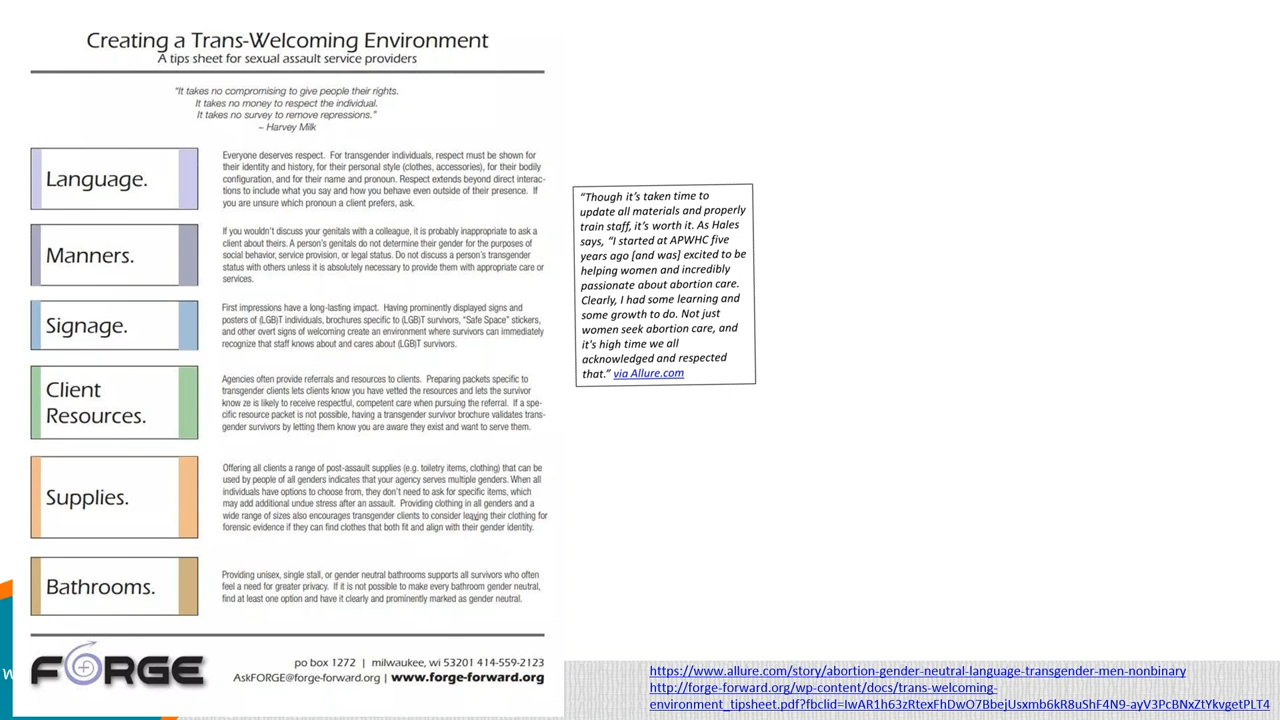 Creating a Trans-Welcoming Environment
A tips sheet for sexual assault service providers
"It takes no compromising to give people their rights.
It takes no money to respect the individual.
It takes no survey to remove repressions."
– Harvey Milk
Language.
Everyone deserves respect. For transgender individuals, respect must be shown for
their identity and history, for their personal style (clothes, accessories), for their bodily
configuration, and for their name and pronoun. Respect extends beyond direct interac-
tions to include what you say and how you behave even outside of their presence. If
you are unsure which pronoun a client prefers, ask.
Manners.
If you wouldn't discuss your genitals with a colleague, it is probably inappropriate to ask a
client about theirs. A person's genitals do not determine their gender for the purposes of
social behavior, service provision, or legal status. Do not discuss a person's transgender
status with others unless it is absolutely necessary to provide them with appropriate care or
services.
Signage.
First impressions have a long-lasting impact. Having prominently displayed signs and
posters of (LGB)T individuals, brochures specific to (LGB)T survivors, "Safe Space" stickers,
and other overt signs of welcoming create an environment where survivors can immediately
recognize that staff knows about and cares about (LGB)T survivors.
Client
Resources.
Agencies often provide referrals and resources to clients. Preparing packets specific to
transgender clients lets clients know you have vetted the resources and lets the survivor
know ze is likely to receive respectful, competent care when pursuing the referral. If a spe-
cific resource packet is not possible, having a transgender survivor brochure validates trans-
gender survivors by letting them know you are aware they exist and want to serve them.
Supplies.
Offering all clients a range of post-assault supplies (e.g. toiletry items, clothing) that can be
used by people of all genders indicates that your agency serves multiple genders. When all
individuals have options to choose from, they don't need to ask for specific items, which
may add additional undue stress after an assault. Providing clothing in all genders and a
wide range of sizes also encourages transgender clients to consider leaving their clothing for
forensic evidence if they can find clothes that both fit and align with their gender identity.
Bathrooms.
Providing unisex, single stall, or gender neutral bathrooms supports all survivors who often
feel a need for greater privacy. If it is not possible to make every bathroom gender neutral,
find at least one option and have it clearly and prominently marked as gender neutral.
FORGE
po box 1272 | milwaukee, wi 53201 414-559-2123
AskFORGE@forge-forward.org | www.forge-forward.org
"Though it's taken time to
update all materials and properly
train staff, it's worth it. As Hales
says, "I started at APWHC five
years ago [and was] excited to be
helping women and incredibly
passionate about abortion care.
Clearly, I had some learning and
some growth to do. Not just
women seek abortion care, and
it's high time we all
acknowledged and respected
that." via Allure.com
https://www.allure.com/story/abortion-gender-neutral-language-transgender-men-nonbinary
http://forge-forward.org/wp-content/docs/trans-welcoming-
environment_tipsheet.pdf?fbclid=IwAR1h63zRtexFhDwO7BbejUsxmb6kR8uShF4N9-ayV3PcBNxZtYkvgetPLT4